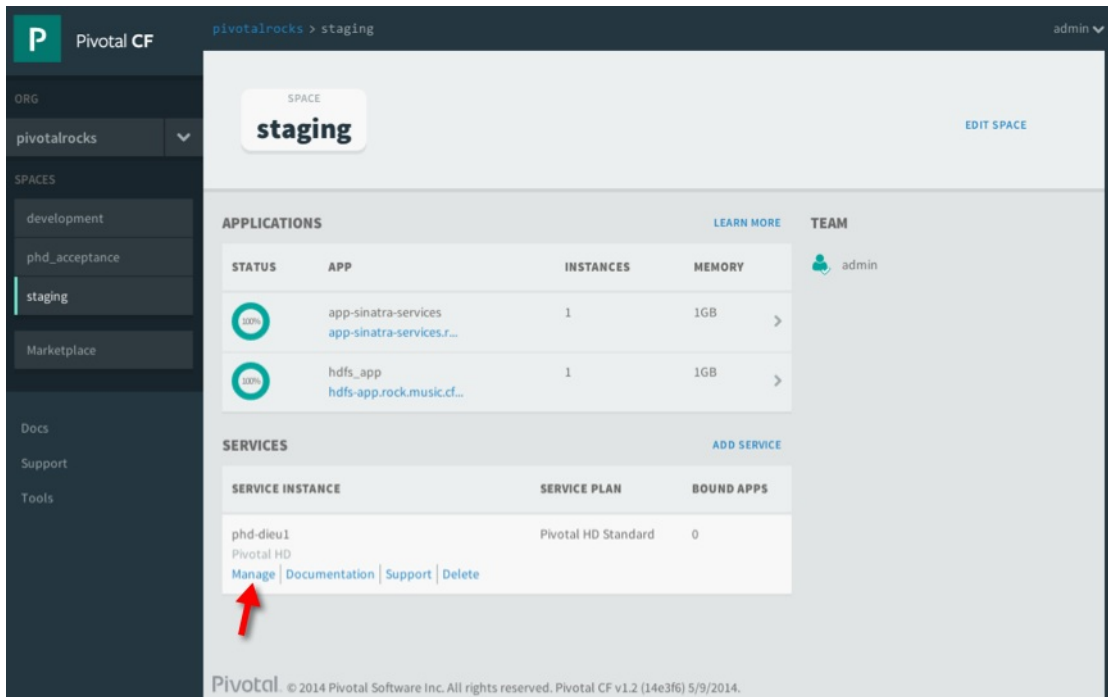 P Pivotal CF
pivotalrocks > staging
admin
ORG
pivotalrocks
SPACES
development
phd_acceptance
staging
Marketplace
Docs
Support
Tools
SPACE
staging
EDIT SPACE
APPLICATIONS
LEARN MORE
STATUS APP INSTANCES MEMORY
100% app-sinatra-services 1 1GB >
app-sinatra-services.r...
100% hdfs_app 1 1GB >
hdfs-app.rock.music.cf...
SERVICES
ADD SERVICE
SERVICE INSTANCE SERVICE PLAN BOUND APPS
phd-dieu1 Pivotal HD Standard 0
Pivotal HD
Manage | Documentation | Support | Delete
TEAM
admin
Pivotal. © 2014 Pivotal Software Inc. All rights reserved. Pivotal CF v1.2 (14e3f6) 5/9/2014.